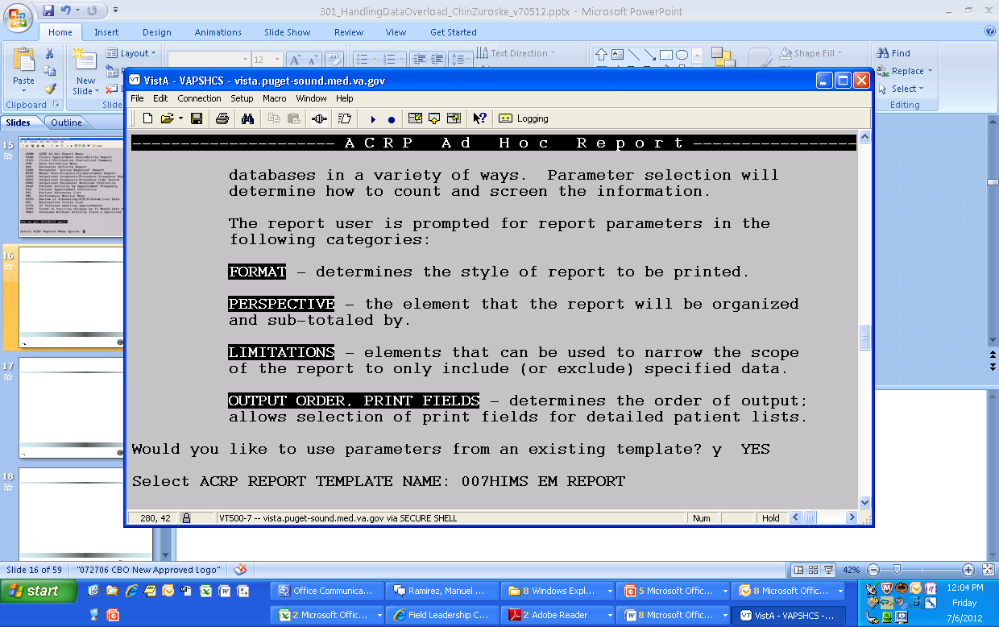 301_HandlingDataOverload_ChinZuroske_v70512.pptx - Microsoft PowerPoint
Home Insert Design Animations Slide Show Review View Get Started
Layout
12
Text Direction
Shape Fill
Find
Paste
New
Slide
Replace
Select
Clipboard
Slide
Editing
Slides Outline
VistA - VAPSHCS - vista.puget-sound.med.va.gov
File Edit Connection Setup Macro Window Help
Logging
A C R P A d H o c R e p o r t
databases in a variety of ways. Parameter selection will
determine how to count and screen the information.
The report user is prompted for report parameters in the
following categories:
FORMAT - determines the style of report to be printed.
PERSPECTIVE - the element that the report will be organized
and sub-totaled by.
LIMITATIONS - elements that can be used to narrow the scope
of the report to only include (or exclude) specified data.
OUTPUT ORDER, PRINT FIELDS - determines the order of output;
allows selection of print fields for detailed patient lists.
Would you like to use parameters from an existing template? y YES
Select ACRP REPORT TEMPLATE NAME: 007HIMS EM REPORT
280, 42
VT500-7 -- vista.puget-sound.med.va.gov via SECURE SHELL
Num
Hold
15
16
17
18
Slide 16 of 59
"072706 CBO New Approved Logo"
42%
start
Office Communica...
Ramirez, Manuel ...
8 Windows Expl...
5 Microsoft Offic...
8 Microsoft Offic...
2 Microsoft Offic...
Field Leadership C...
2 Adobe Reader
8 Microsoft Offic...
VistA - VAPSHCS -...
12:04 PM
Friday
7/6/2012